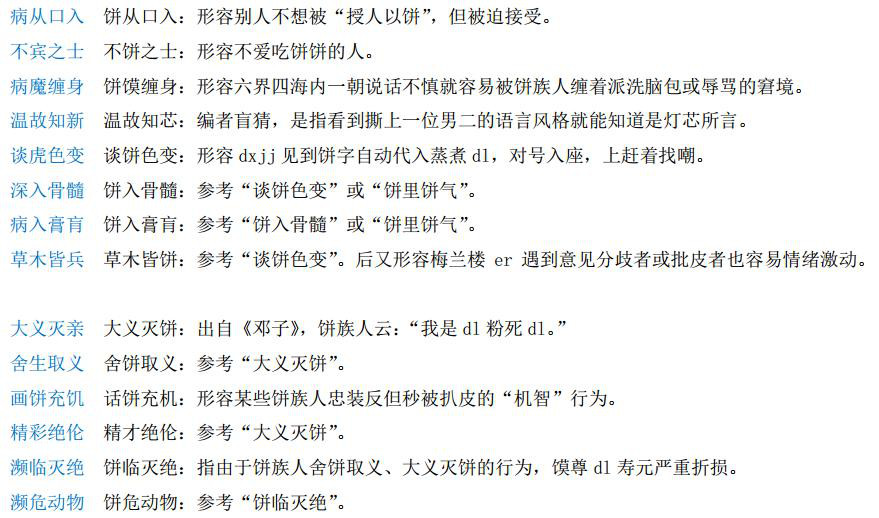 病从口入 饼从口入：形容别人不想被“授人以饼”，但被迫接受。
不宾之士 不饼之士：形容不爱吃饼饼的人。
病魔缠身 饼馍缠身：形容六界四海内一朝说话不慎就容易被饼族人缠着派洗脑包或辱骂的窘境。
温故知新 温故知芯：编者盲猜，是指看到撕上一位男二的语言风格就能知道是灯芯所言。
谈虎色变 谈饼色变：形容 dxjj 见到饼字自动代入蒸煮 dl，对号入座，上赶着找嘲。
深入骨髓 饼入骨髓：参考“谈饼色变”或“饼里饼气”。
病入膏肓 饼入膏肓：参考“饼入骨髓”或“饼里饼气”。
草木皆兵 草木皆饼：参考“谈饼色变”。后又形容梅兰楼 er 遇到意见分歧者或批皮者也容易情绪激动。
大义灭亲 大义灭饼：出自《邓子》，饼族人云：“我是 dl 粉死 dl。”
舍生取义 舍饼取义：参考“大义灭饼”。
画饼充饥 话饼充机：形容某些饼族人忠装反但秒被扒皮的“机智”行为。
精彩绝伦 精才绝伦：参考“大义灭饼”。
濒临灭绝 饼临灭绝：指由于饼族人舍饼取义、大义灭饼的行为，馍尊 dl 寿元严重折损。
濒危动物 饼危动物：参考“饼临灭绝”。